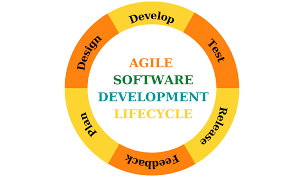 AGILE
SOFTWARE
DEVELOPMENT
LIFECYCLE
Develop
Test
Release
Feedback
Plan
Design